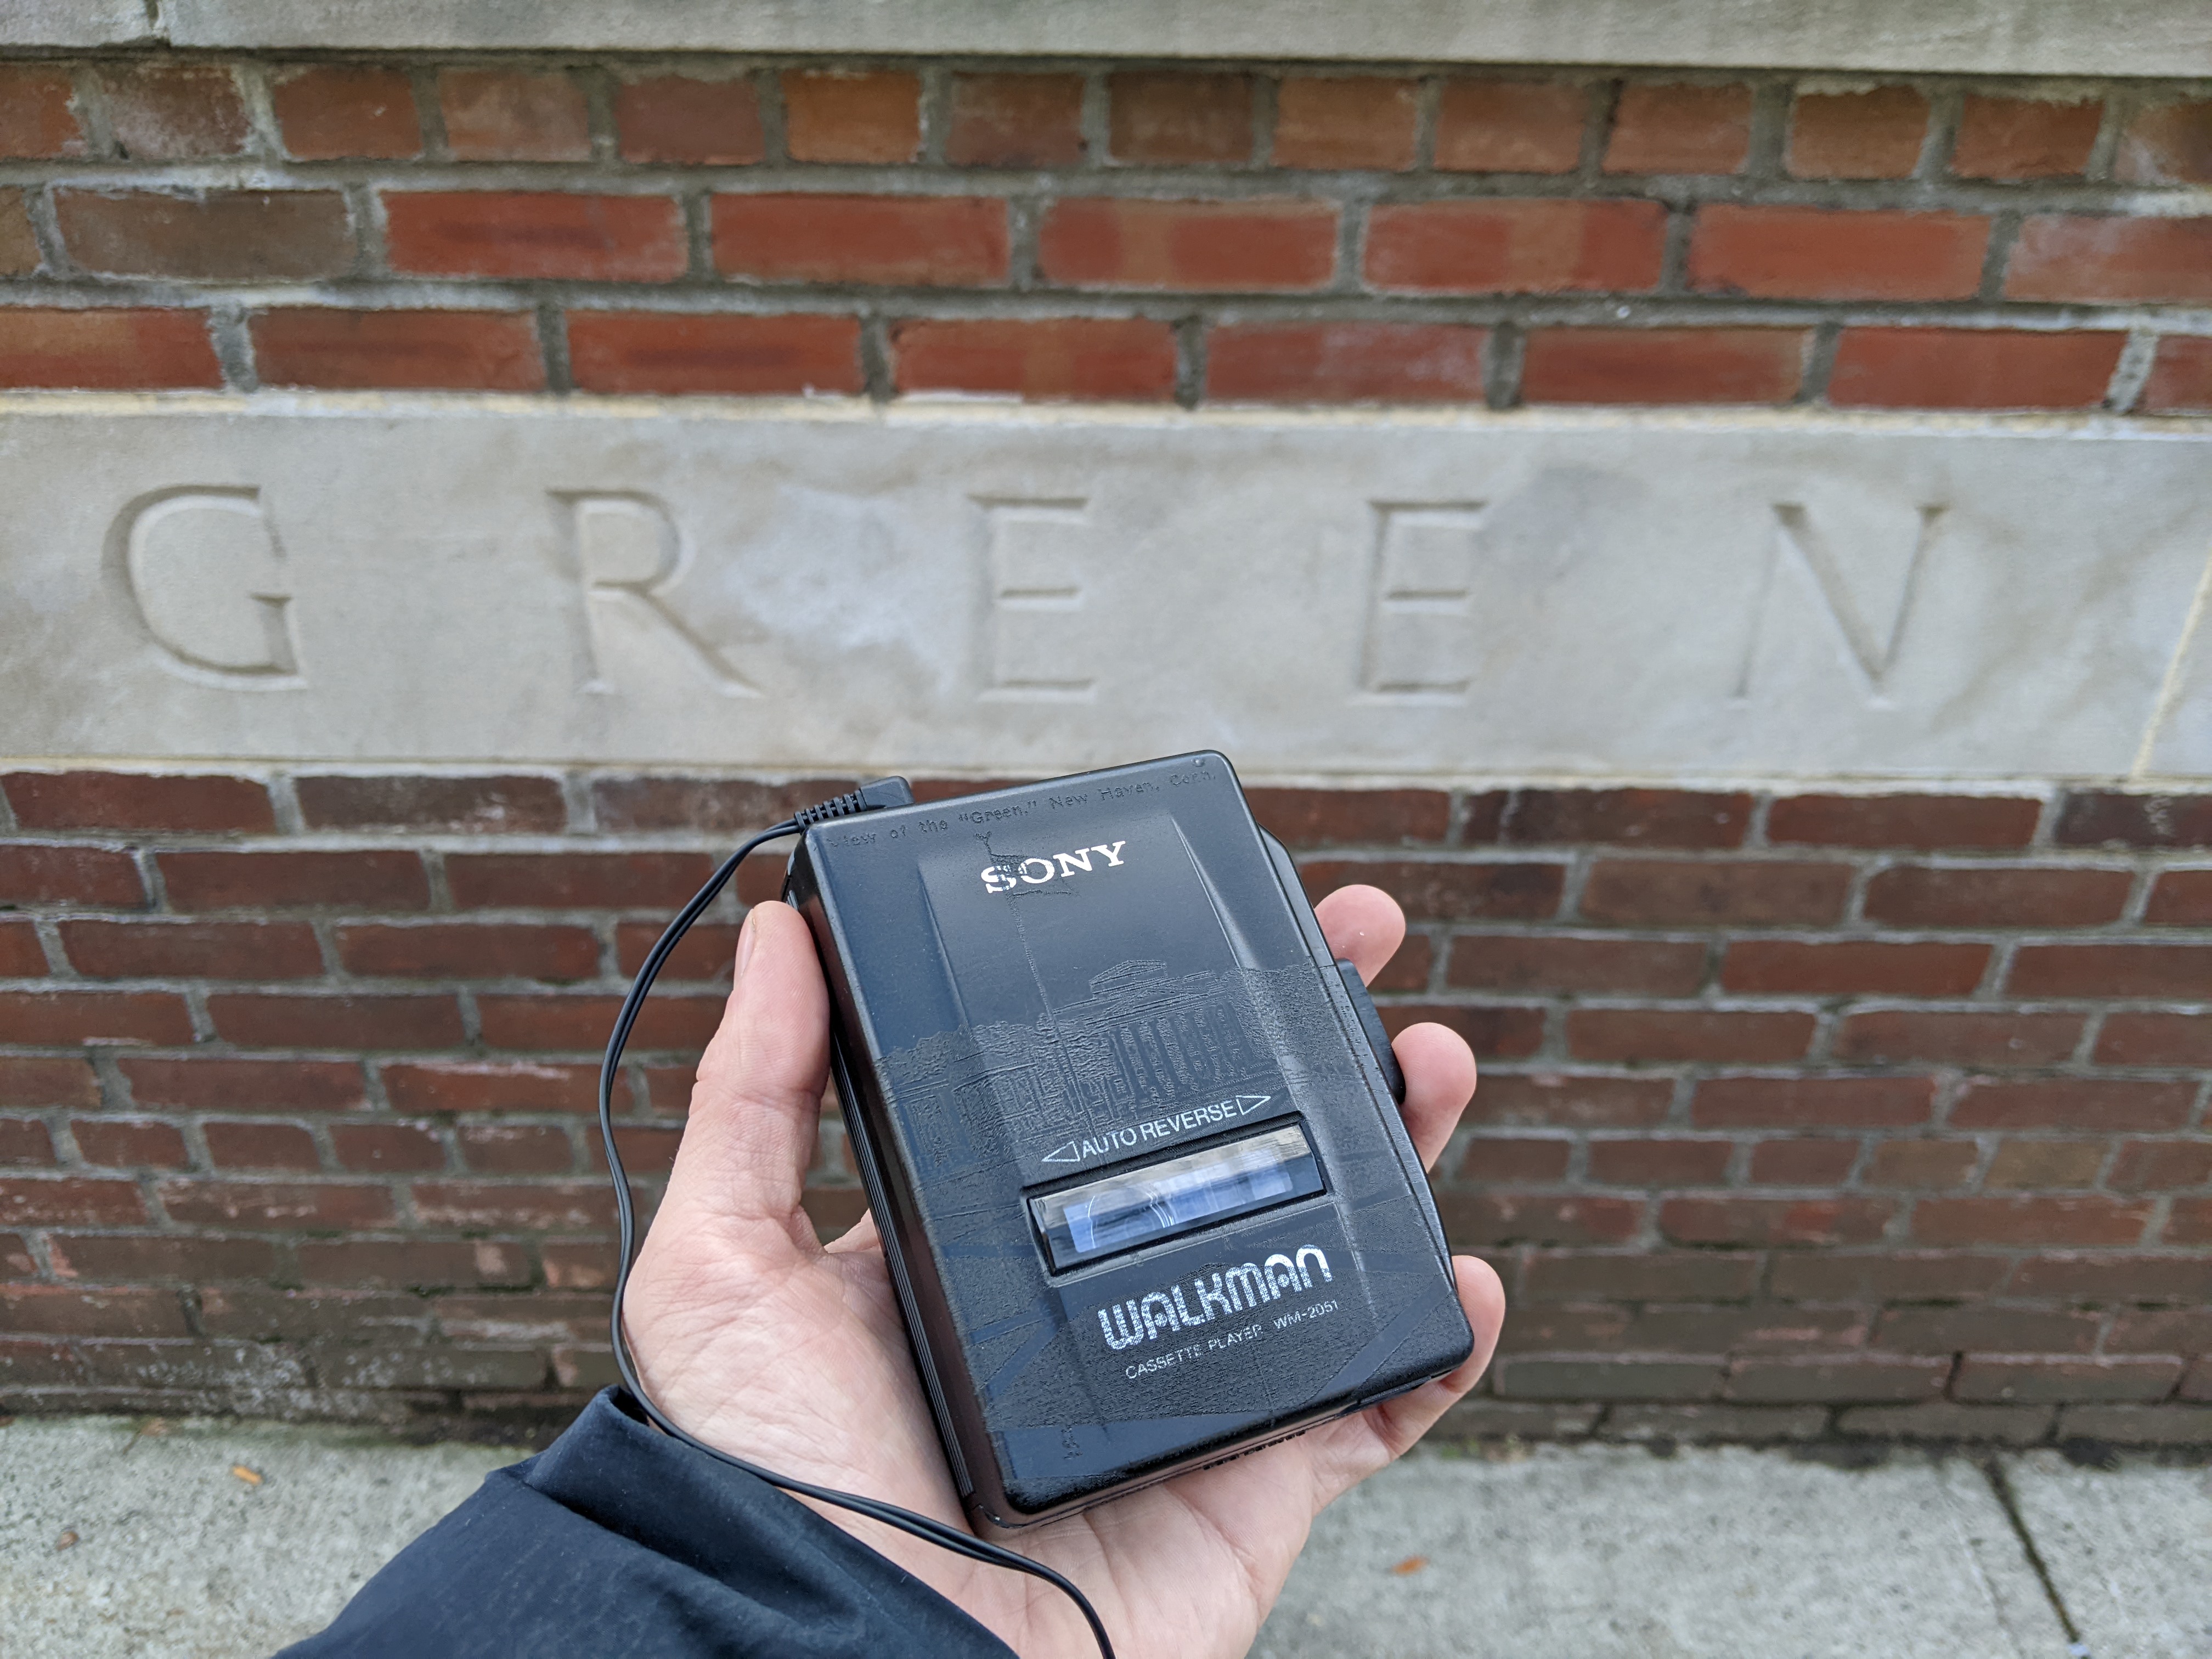 GREEN
View of the "Green," New Haven, Conn.
SONY
◁AUTO REVERSE▷
WALKMAN
CASSETTE PLAYER WM-2051